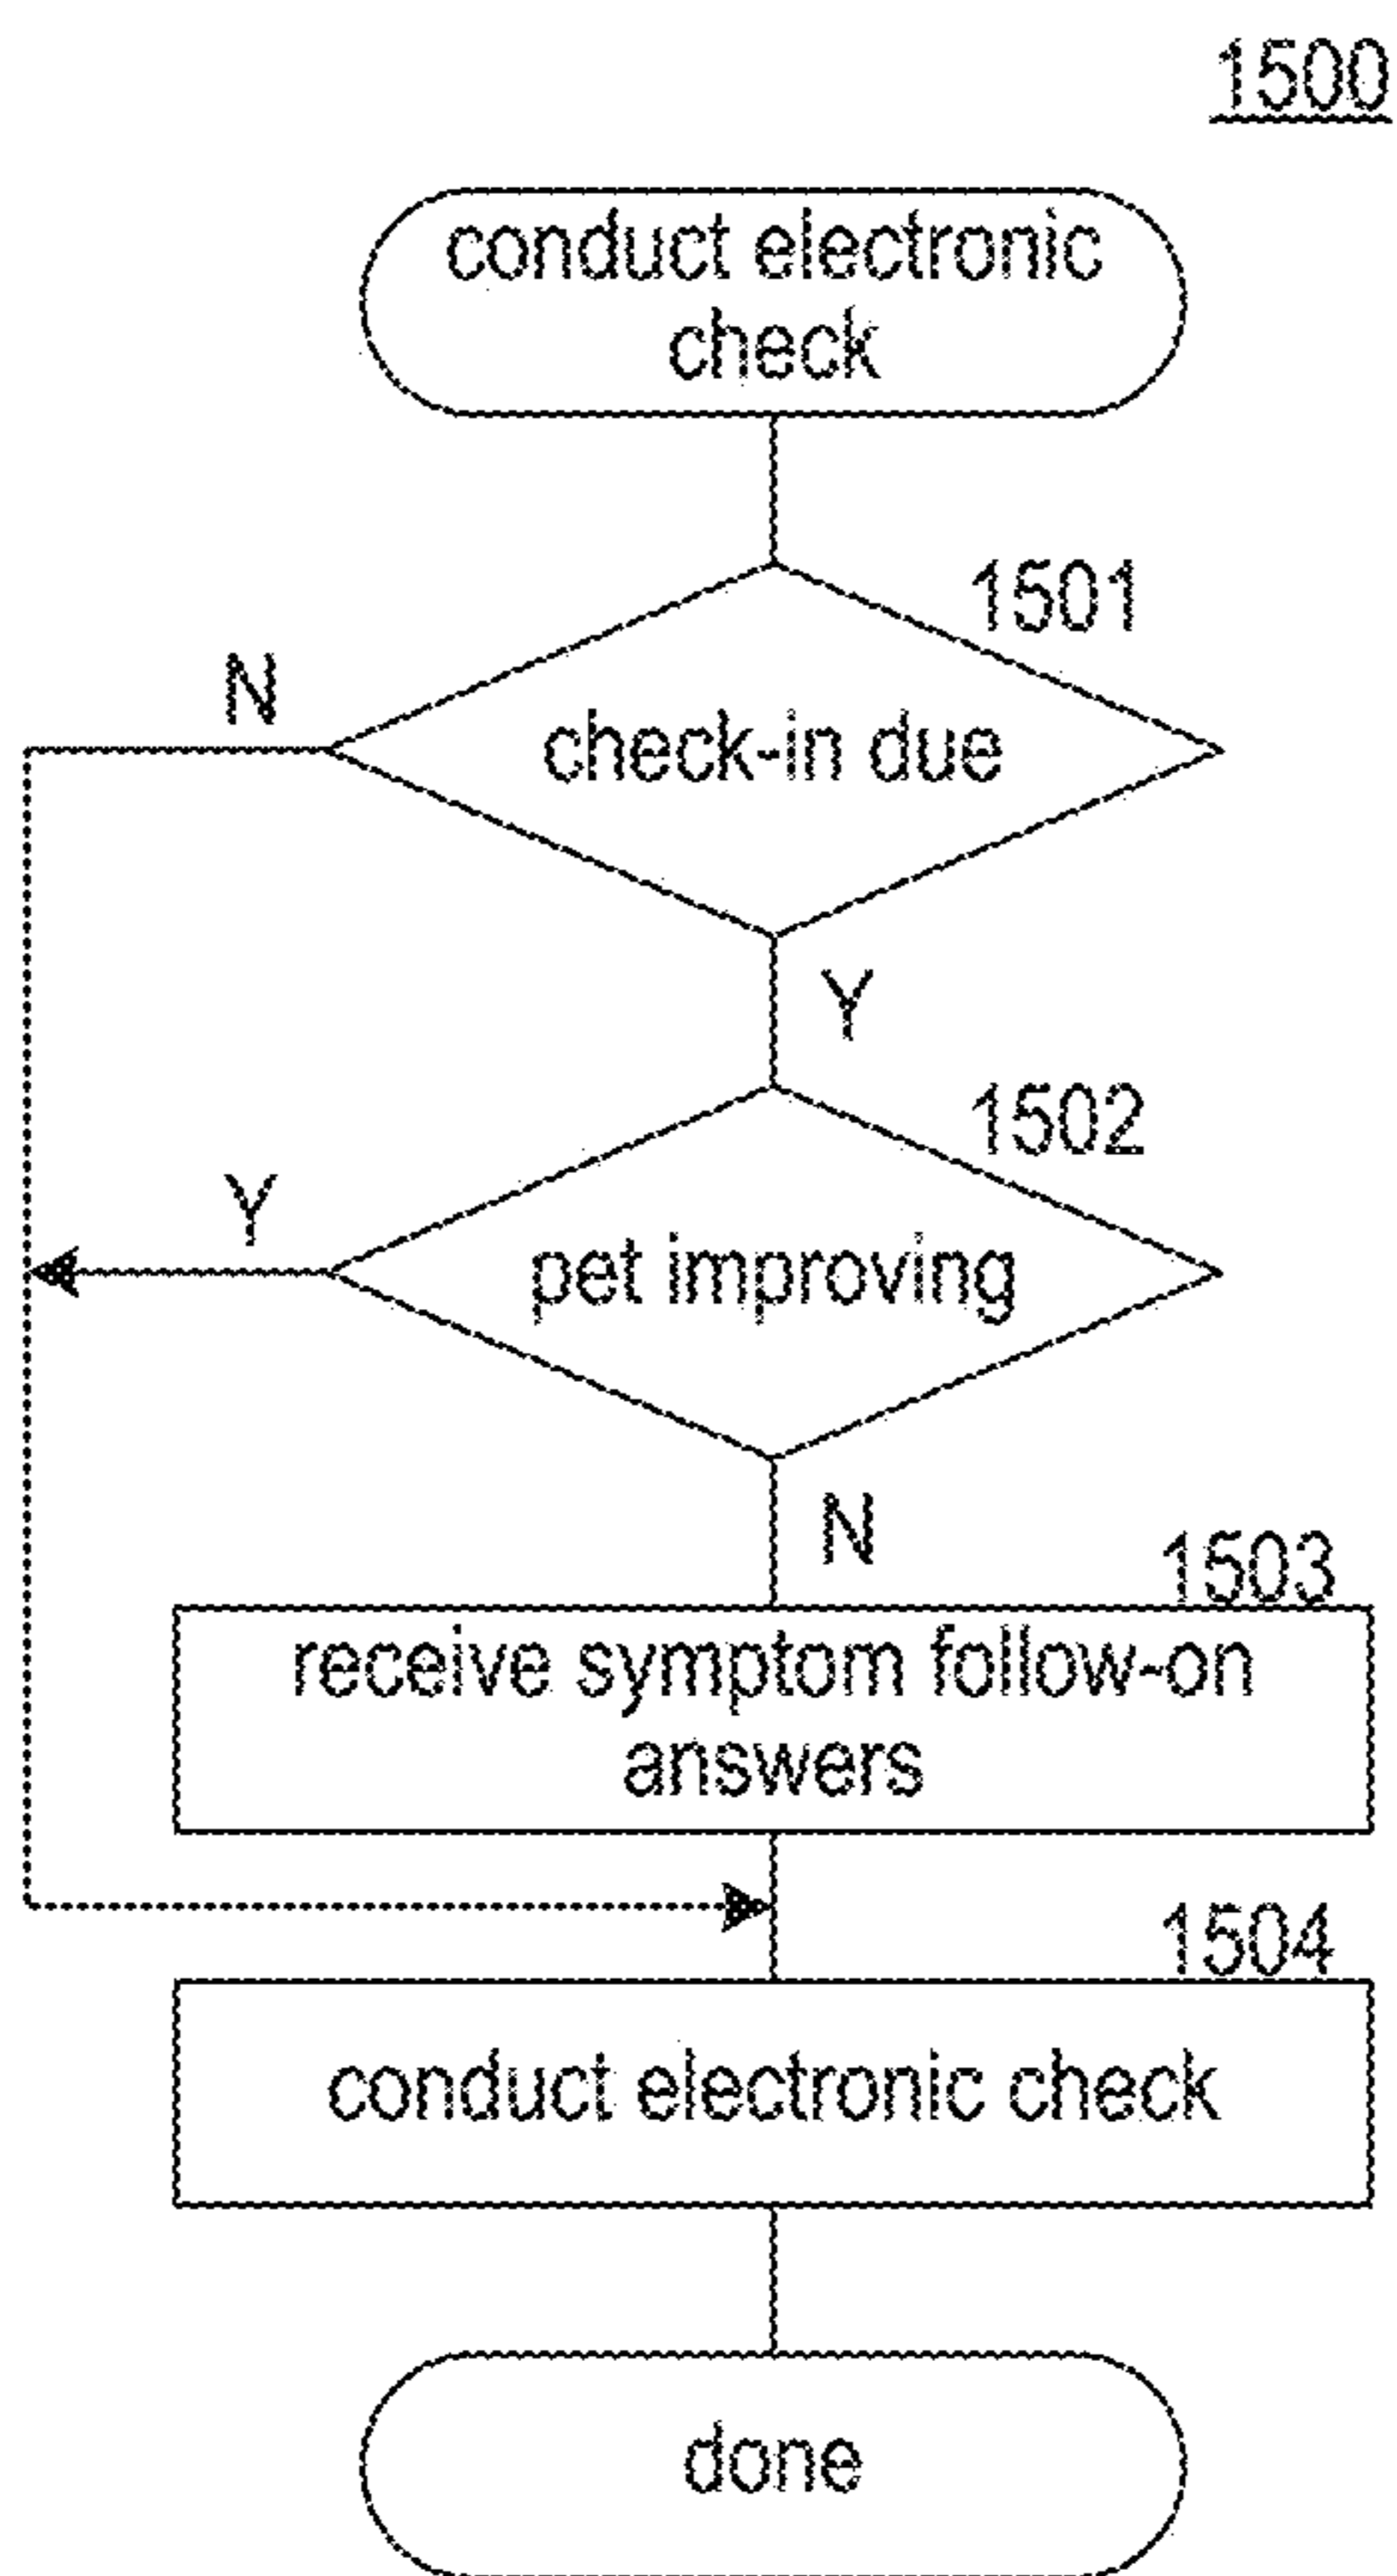 1500
conduct electronic
check
1501
N
check-in due
Y
1502
Y
pet improving
N
1503
receive symptom follow-on
answers
1504
conduct electronic check
done